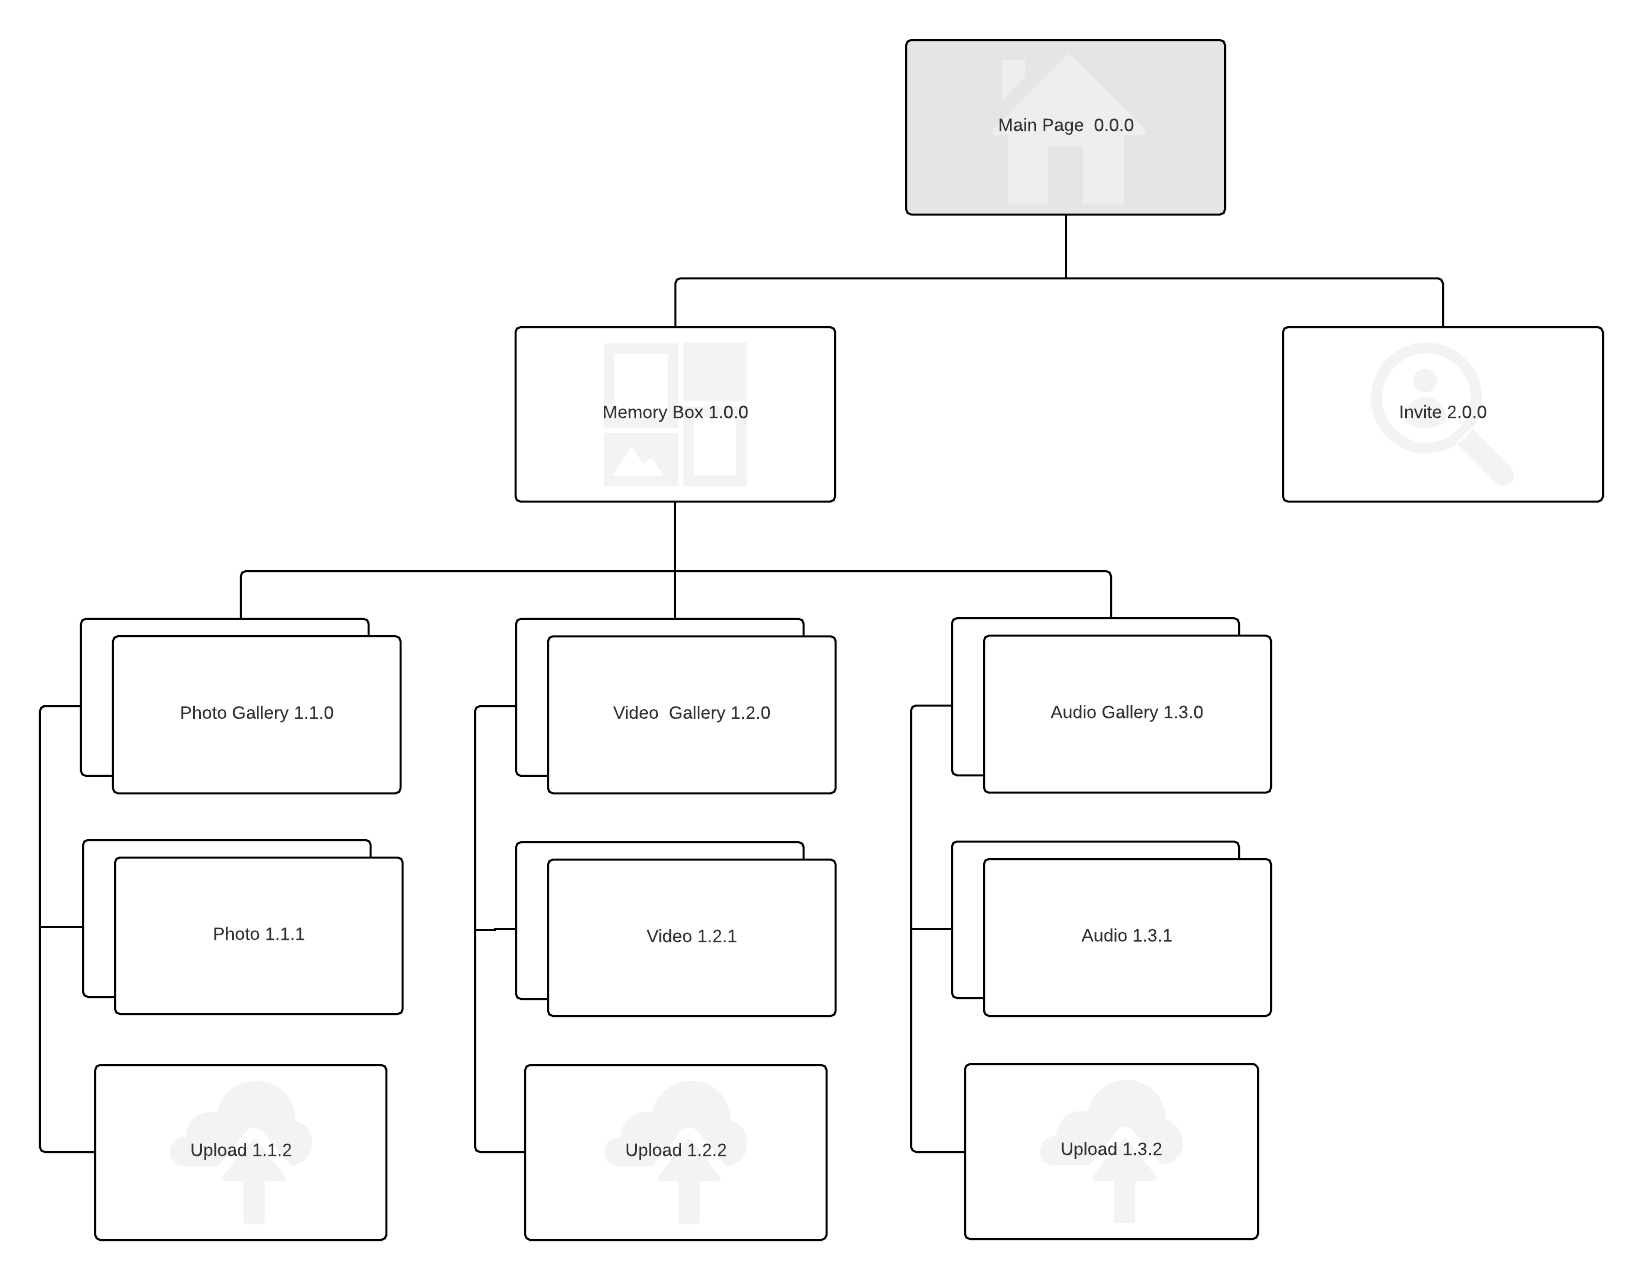 Main Page  0.0.0
Memory Box 1.0.0
Invite 2.0.0
Photo Gallery 1.1.0
Video  Gallery 1.2.0
Audio Gallery 1.3.0
Photo 1.1.1
Video 1.2.1
Audio 1.3.1
Upload 1.1.2
Upload 1.2.2
Upload 1.3.2